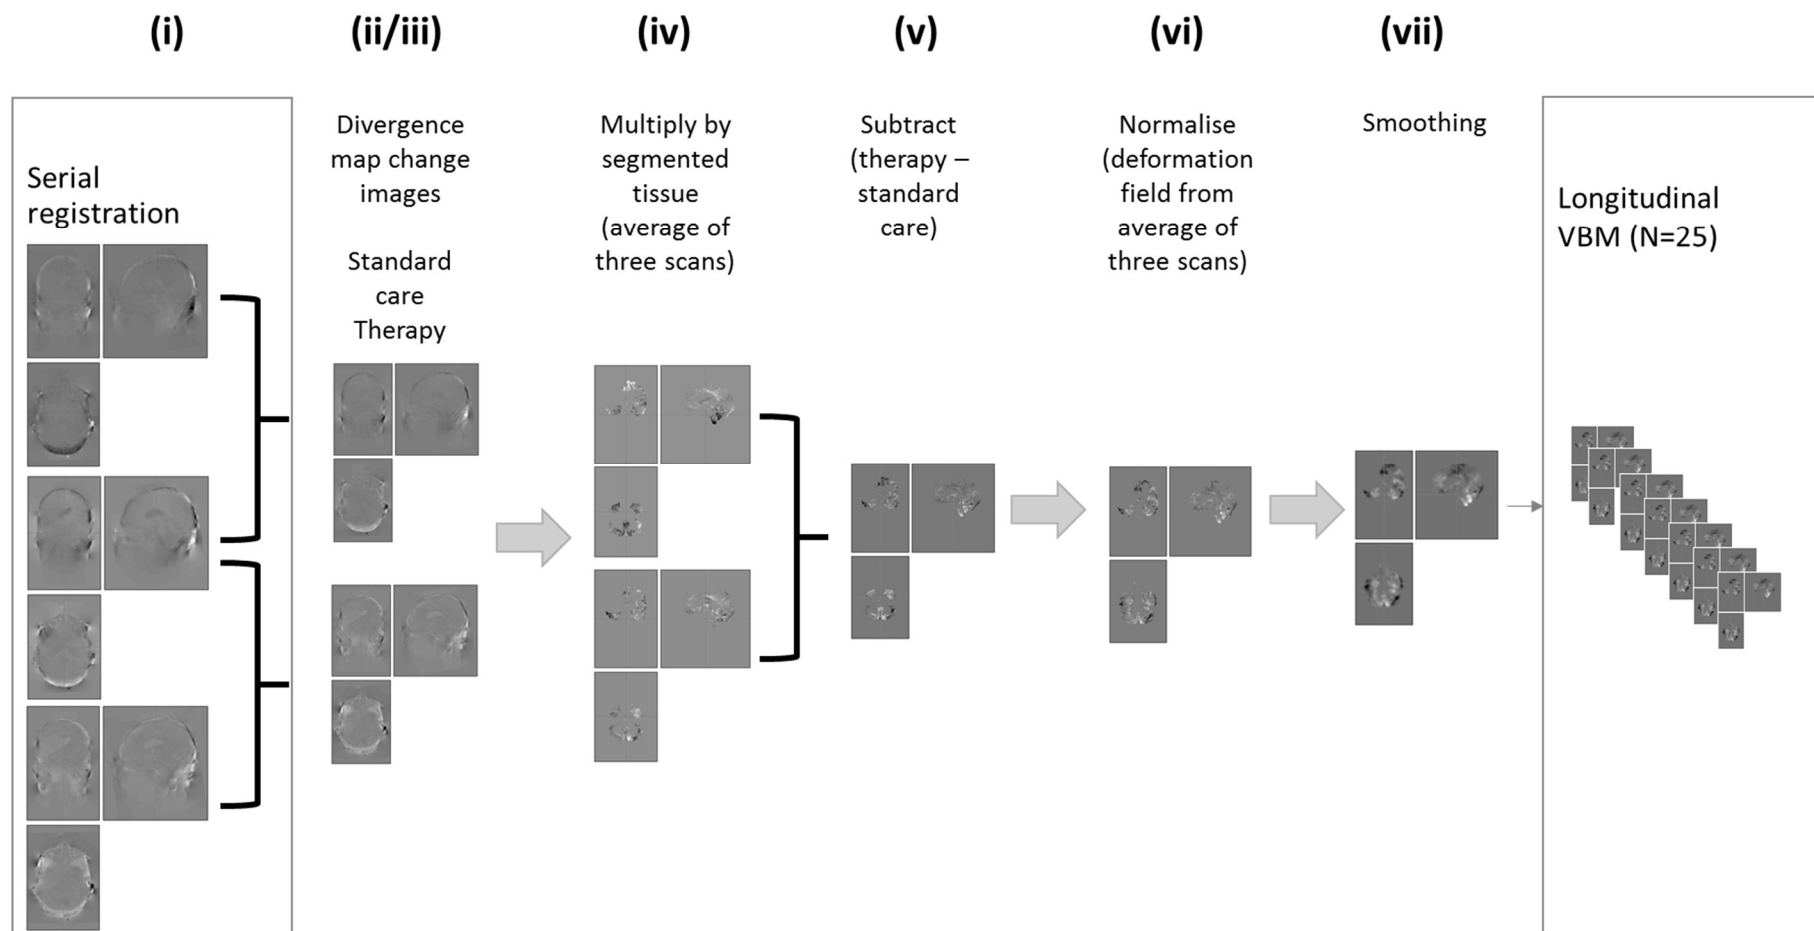 (i)
(ii/iii)
(iv)
(v)
(vi)
(vii)
Serial
registration
Divergence
map change
images
Standard
care
Therapy
Multiply by
segmented
tissue
(average of
three scans)
Subtract
(therapy –
standard
care)
Normalise
(deformation
field from
average of
three scans)
Smoothing
Longitudinal
VBM (N=25)